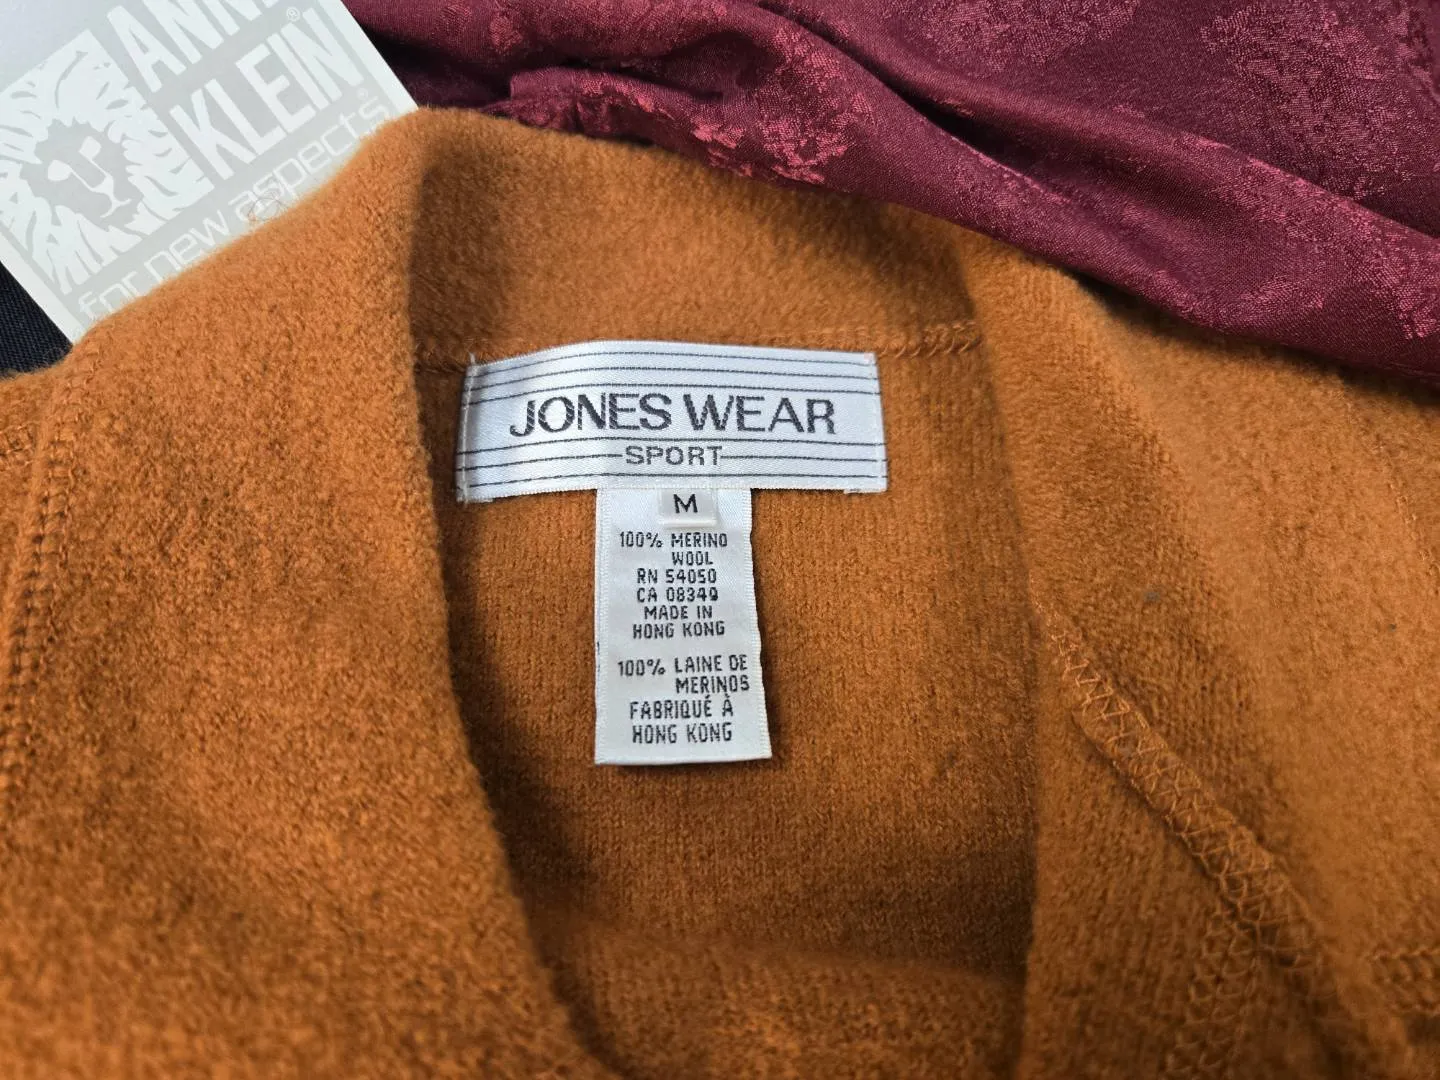 ANN
KLEIN®
for new aspects
JONES WEAR
SPORT
M
100% MERINO
WOOL
RN 54050
CA 08349
MADE IN
HONG KONG
100% LAINE DE
MERINOS
FABRIQUÉ À
HONG KONG